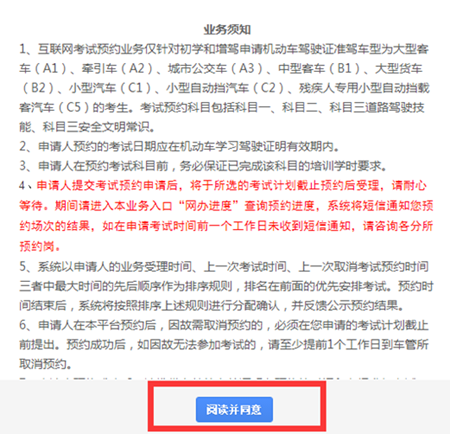 业务须知
1、互联网考试预约业务仅针对初学和增驾申请机动车驾驶证准驾车型为大型客
车（A1）、牵引车（A2）、城市公交车（A3）、中型客车（B1）、大型货车
（B2）、小型汽车（C1）、小型自动挡汽车（C2）、残疾人专用小型自动挡载
客汽车（C5）的考生。考试预约科目包括科目一、科目二、科目三道路驾驶技
能、科目三安全文明常识。
2、申请人预约的考试日期应在机动车学习驾驶证明有效期内。
3、申请人在预约考试科目前，务必保证已完成该科目的培训学时要求。
4、申请人提交考试预约申请后，将于所选的考试计划截止预约后受理，请耐心
等待。期间请进入本业务入口“网办进度”查询预约进度，系统将短信通知您预
约场次的结果，如在申请考试时间前一个工作日未收到短信通知，请咨询各分所
预约岗。
5、系统以申请人的业务受理时间、上一次考试时间、上一次取消考试预约时间
三者中最大时间的先后顺序作为排序规则，排名在前面的优先安排考试。预约时
间结束后，系统将按照排序上述规则进行分配确认，并反馈公示预约结果。
6、申请人在本平台预约后，因故需取消预约的，必须在您申请的考试计划截止
前提出。预约成功后，如因故无法参加考试的，请至少提前1个工作日到车管所
取消预约。
阅读并同意